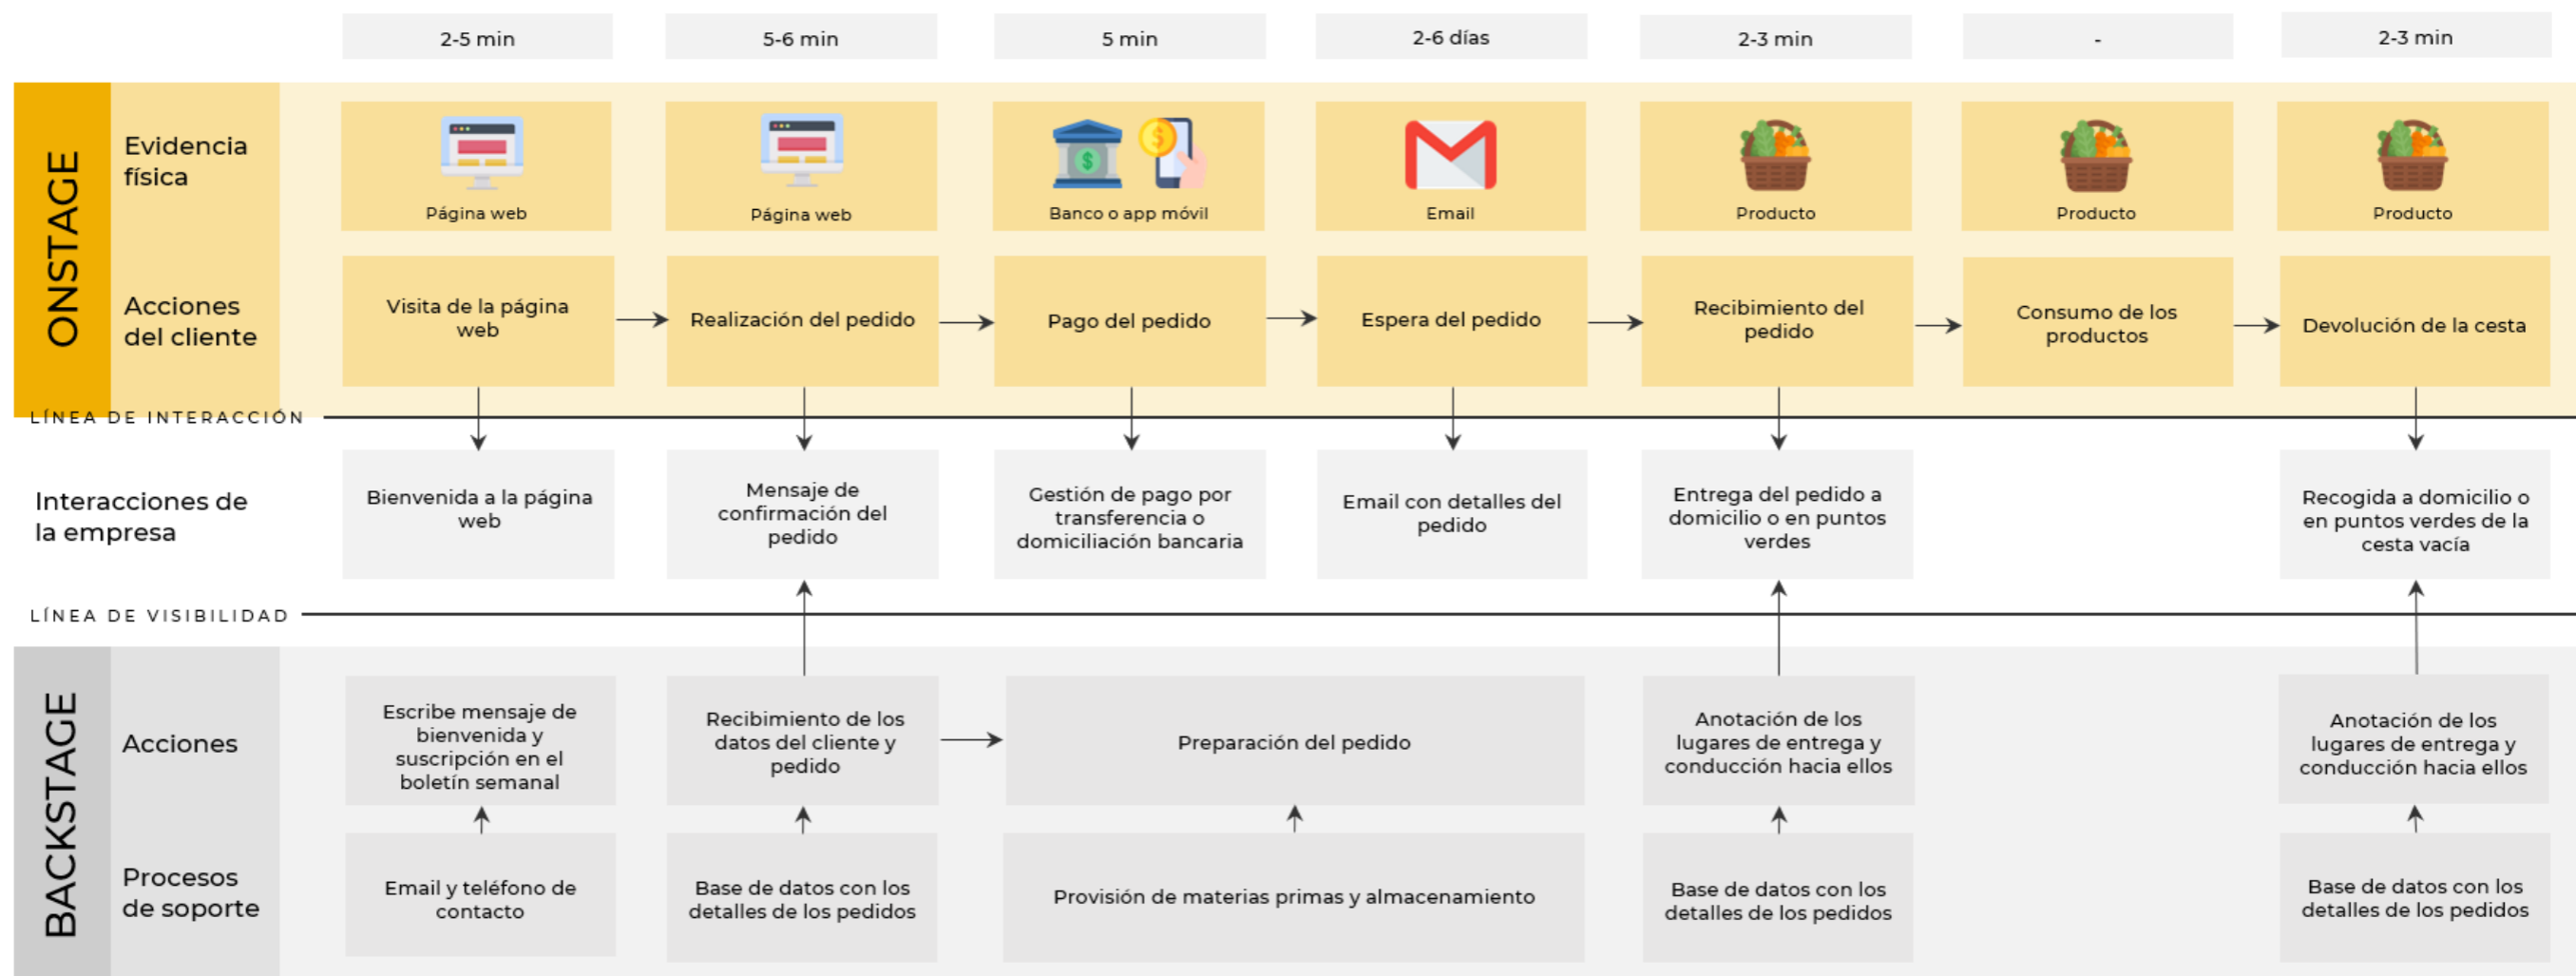 2-5 min
5-6 min
5 min
2-6 días
2-3 min
-
2-3 min
ONSTAGE
Evidencia
física
Página web
Página web
Banco o app móvil
Email
Producto
Producto
Producto
Acciones
del cliente
Visita de la página
web
Realización del pedido
Pago del pedido
Espera del pedido
Recibimiento del
pedido
Consumo de los
productos
Devolución de la cesta
LÍNEA DE INTERACCIÓN
Interacciones de
la empresa
Bienvenida a la página
web
Mensaje de
confirmación del
pedido
Gestión de pago por
transferencia o
domiciliación bancaria
Email con detalles del
pedido
Entrega del pedido a
domicilio o en puntos
verdes
Recogida a domicilio o
en puntos verdes de la
cesta vacía
LÍNEA DE VISIBILIDAD
BACKSTAGE
Acciones
Escribe mensaje de
bienvenida y
suscripción en el
boletín semanal
Recibimiento de los
datos del cliente y
pedido
Preparación del pedido
Anotación de los
lugares de entrega y
conducción hacia ellos
Anotación de los
lugares de entrega y
conducción hacia ellos
Procesos
de soporte
Email y teléfono de
contacto
Base de datos con los
detalles de los pedidos
Provisión de materias primas y almacenamiento
Base de datos con los
detalles de los pedidos
Base de datos con los
detalles de los pedidos